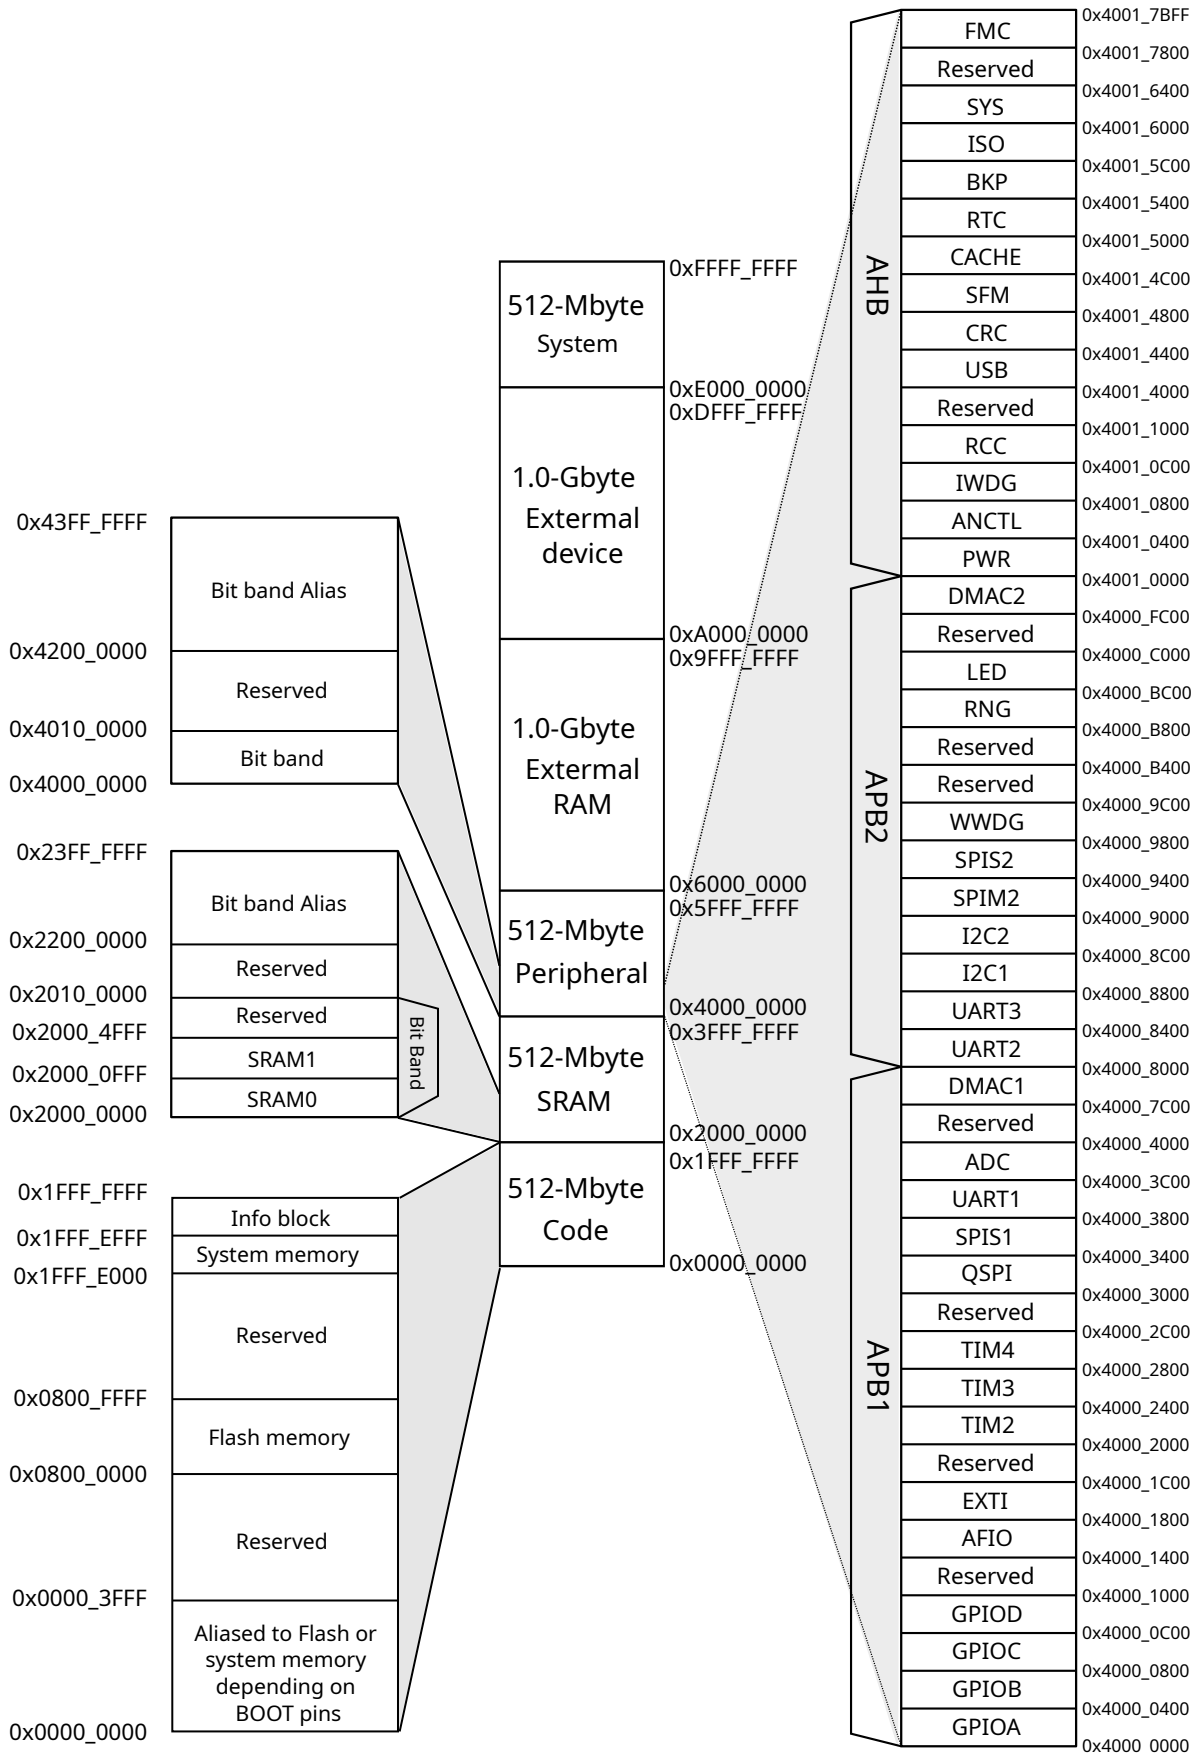 0x43FF_FFFF
Bit band Alias
0x4200_0000
Reserved
0x4010_0000
Bit band
0x4000_0000
0x23FF_FFFF
Bit band Alias
0x2200_0000
Reserved
0x2010_0000
Reserved
0x2000_4FFF
SRAM1
0x2000_0FFF
SRAM0
0x2000_0000
Bit Band
0x1FFF_FFFF
Info block
0x1FFF_EFFF
System memory
0x1FFF_E000
Reserved
0x0800_FFFF
Flash memory
0x0800_0000
Reserved
0x0000_3FFF
Aliased to Flash or
system memory
depending on
BOOT pins
0x0000_0000
0xFFFF_FFFF
512-Mbyte
System
0xE000_0000
0xDFFF_FFFF
1.0-Gbyte
Extermal
device
0xA000_0000
0x9FFF_FFFF
1.0-Gbyte
Extermal
RAM
0x6000_0000
0x5FFF_FFFF
512-Mbyte
Peripheral
0x4000_0000
0x3FFF_FFFF
512-Mbyte
SRAM
0x2000_0000
0x1FFF_FFFF
512-Mbyte
Code
0x0000_0000
AHB
APB2
APB1
0x4001_7BFF
FMC
0x4001_7800
Reserved
0x4001_6400
SYS
0x4001_6000
ISO
0x4001_5C00
BKP
0x4001_5400
RTC
0x4001_5000
CACHE
0x4001_4C00
SFM
0x4001_4800
CRC
0x4001_4400
USB
0x4001_4000
Reserved
0x4001_1000
RCC
0x4001_0C00
IWDG
0x4001_0800
ANCTL
0x4001_0400
PWR
0x4001_0000
DMAC2
0x4000_FC00
Reserved
0x4000_C000
LED
0x4000_BC00
RNG
0x4000_B800
Reserved
0x4000_B400
Reserved
0x4000_9C00
WWDG
0x4000_9800
SPIS2
0x4000_9400
SPIM2
0x4000_9000
I2C2
0x4000_8C00
I2C1
0x4000_8800
UART3
0x4000_8400
UART2
0x4000_8000
DMAC1
0x4000_7C00
Reserved
0x4000_4000
ADC
0x4000_3C00
UART1
0x4000_3800
SPIS1
0x4000_3400
QSPI
0x4000_3000
Reserved
0x4000_2C00
TIM4
0x4000_2800
TIM3
0x4000_2400
TIM2
0x4000_2000
Reserved
0x4000_1C00
EXTI
0x4000_1800
AFIO
0x4000_1400
Reserved
0x4000_1000
GPIOD
0x4000_0C00
GPIOC
0x4000_0800
GPIOB
0x4000_0400
GPIOA
0x4000_0000